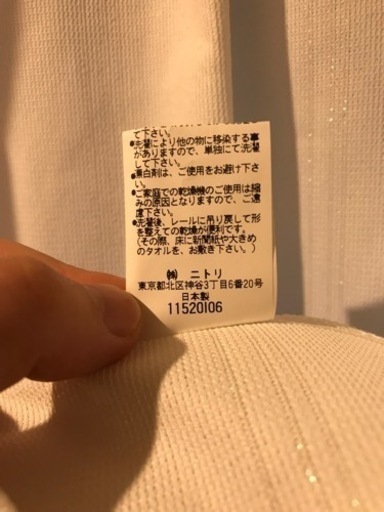 て下さい。
●洗濯により他の物に移染する事
がありますので、単独にて洗濯
して下さい。
●漂白剤は、ご使用をお避け下さ
い。
●ご家庭での乾燥機のご使用は縮
みの原因となりますので、ご遠
慮下さい。
●洗濯後、レールに吊り戻して形
を整えての乾燥が便利です。
(その際、床に新聞紙や大きめ
のタオルを、お敷き下さい。)
㈱ ニトリ
東京都北区神谷3丁目6番20号
日本製
11520106